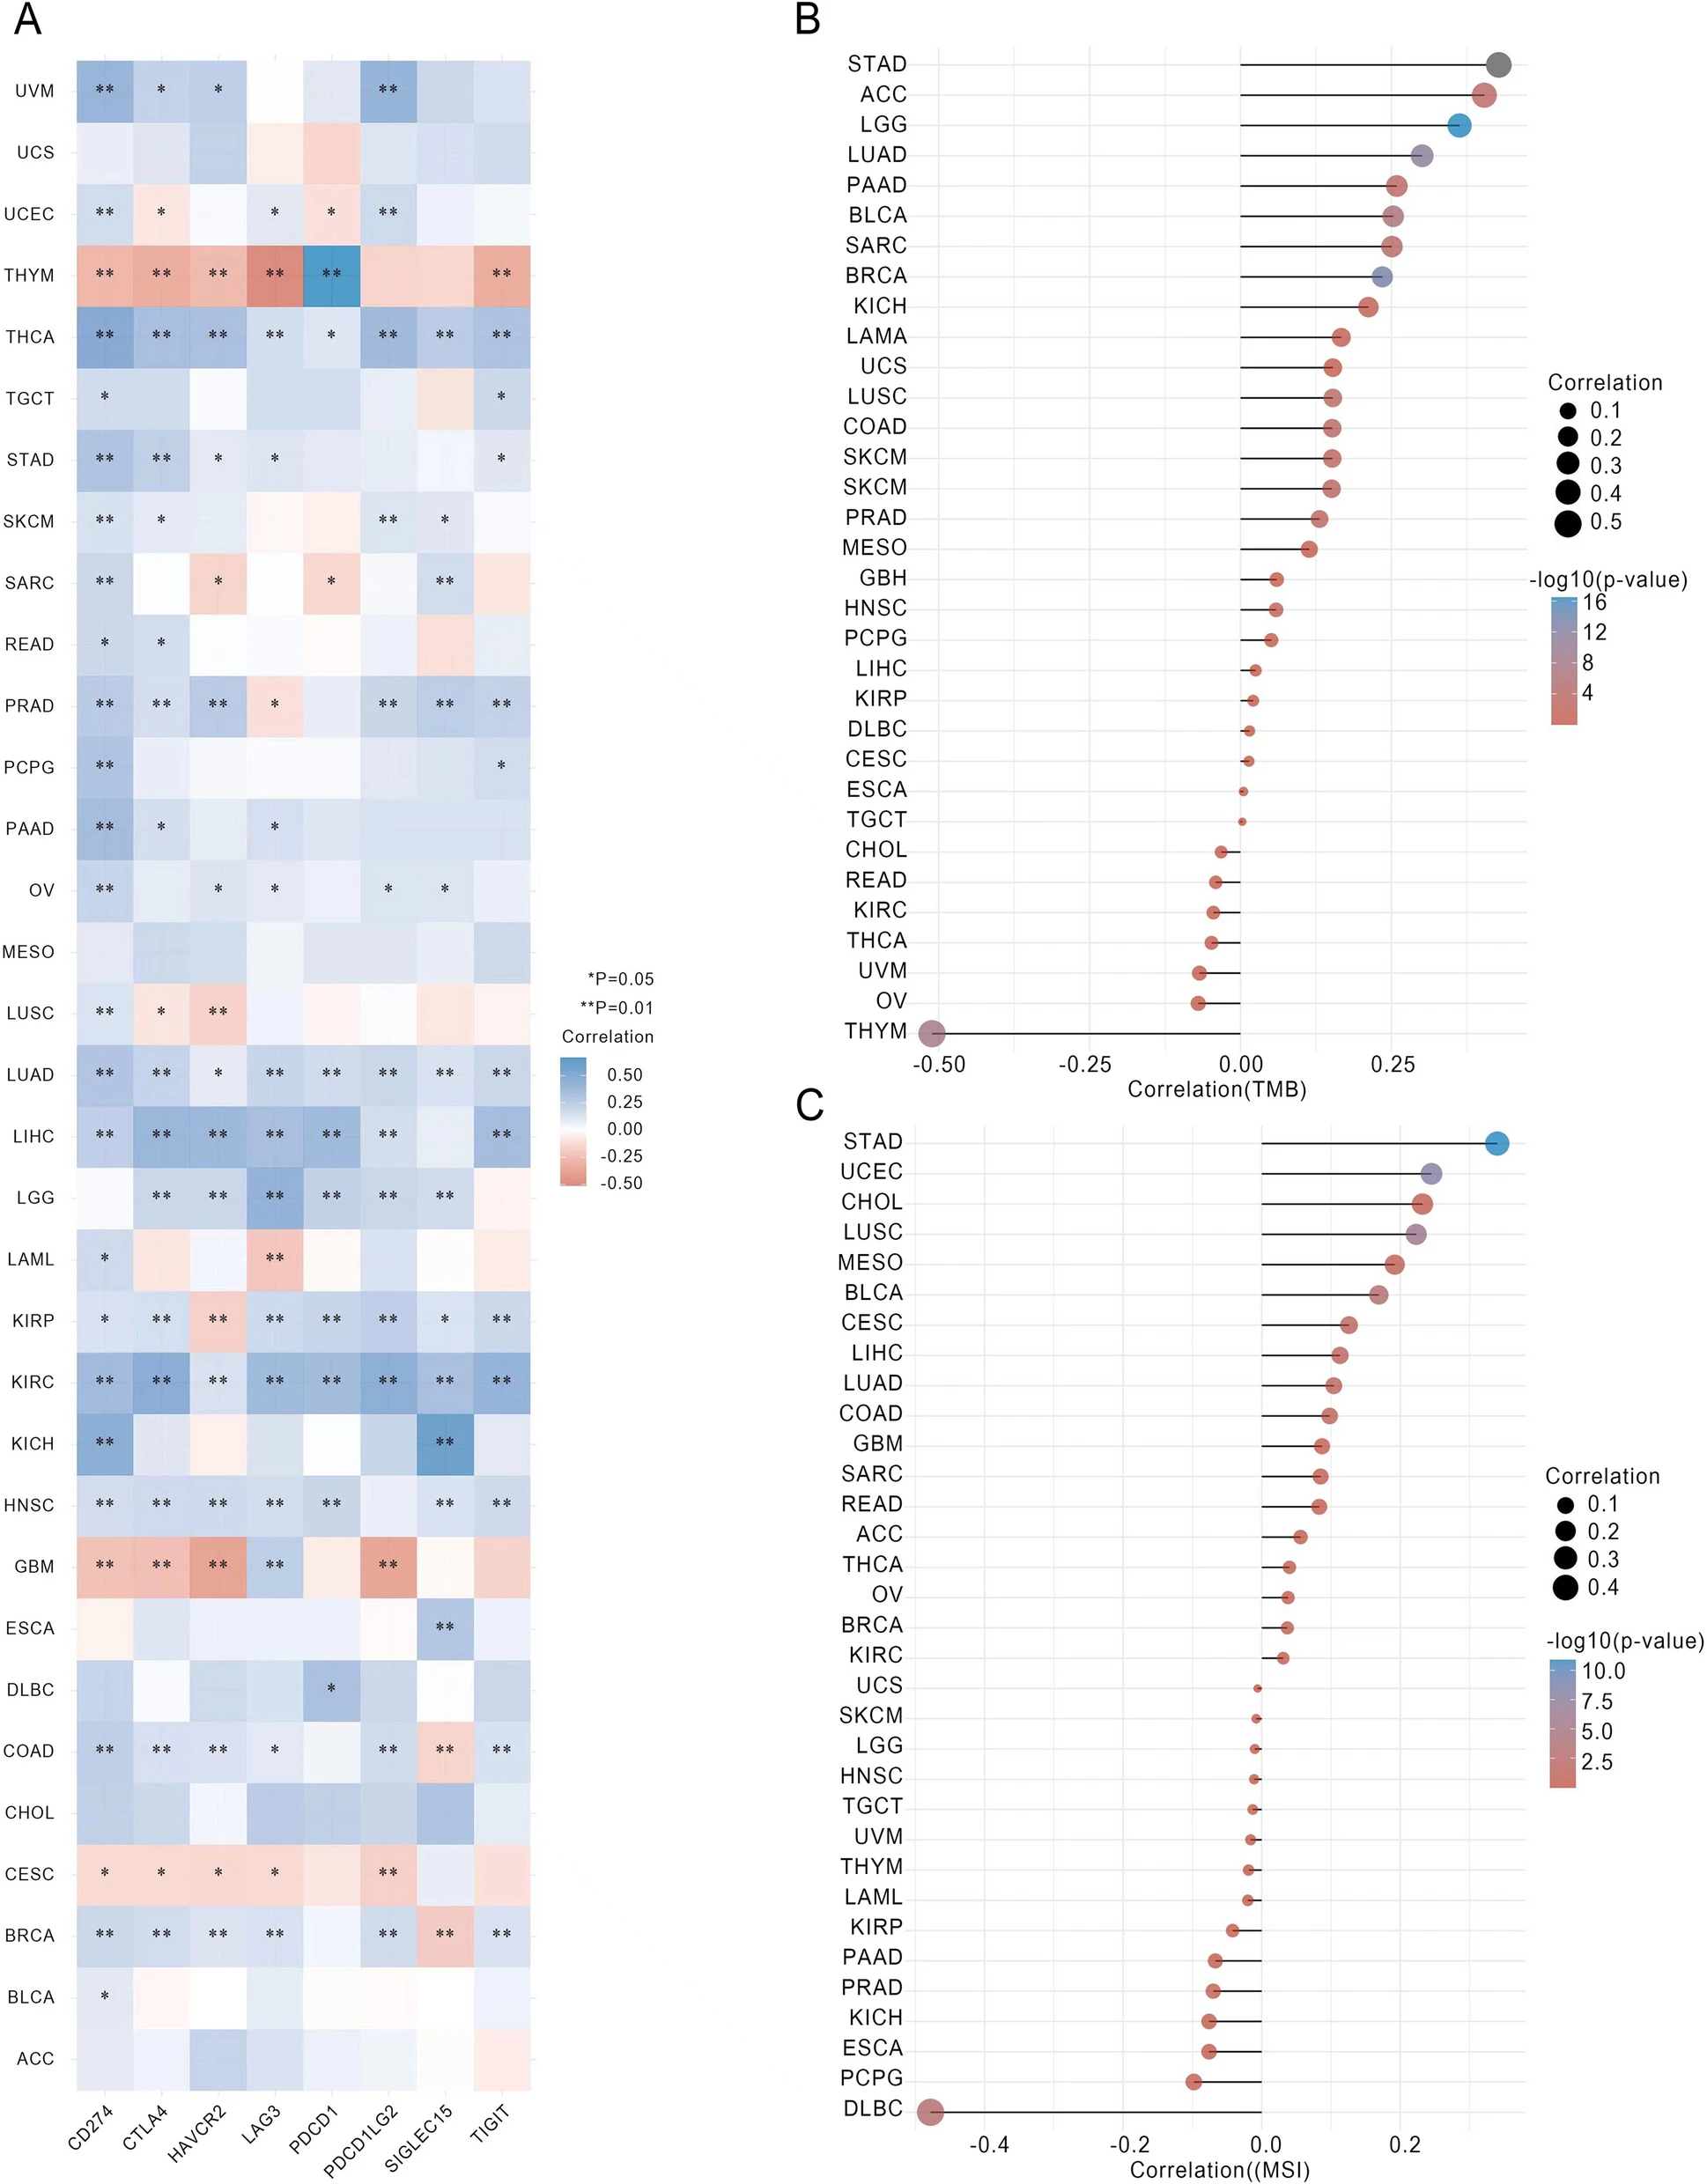 A
UVM ** * * **
UCS
UCEC ** * * * **
THYM ** ** ** ** ** **
THCA ** ** ** ** * ** ** **
TGCT * *
STAD ** ** * * *
SKCM ** * ** *
SARC ** * * **
READ * *
PRAD ** ** ** * ** ** **
PCPG ** *
PAAD ** * *
OV ** * * * *
MESO
LUSC ** * **
LUAD ** ** * ** ** ** ** **
LIHC ** ** ** ** ** ** **
LGG ** ** ** ** ** **
LAML * **
KIRP * ** ** ** ** ** * **
KIRC ** ** ** ** ** ** ** **
KICH ** **
HNSC ** ** ** ** ** ** **
GBM ** ** ** ** **
ESCA **
DLBC *
COAD ** ** ** * ** ** **
CHOL
CESC * * * * **
BRCA ** ** ** ** ** ** **
BLCA *
ACC
CD274 CTLA4 HAVCR2 LAG3 PDCD1 PDCD1LG2 SIGLEC15 TIGIT
*P=0.05
**P=0.01
Correlation
0.50
0.25
0.00
-0.25
-0.50
B
STAD
ACC
LGG
LUAD
PAAD
BLCA
SARC
BRCA
KICH
LAMA
UCS
LUSC
COAD
SKCM
SKCM
PRAD
MESO
GBH
HNSC
PCPG
LIHC
KIRP
DLBC
CESC
ESCA
TGCT
CHOL
READ
KIRC
THCA
UVM
OV
THYM
-0.50 -0.25 0.00 0.25
Correlation(TMB)
Correlation
0.1
0.2
0.3
0.4
0.5
-log10(p-value)
16
12
8
4
C
STAD
UCEC
CHOL
LUSC
MESO
BLCA
CESC
LIHC
LUAD
COAD
GBM
SARC
READ
ACC
THCA
OV
BRCA
KIRC
UCS
SKCM
LGG
HNSC
TGCT
UVM
THYM
LAML
KIRP
PAAD
PRAD
KICH
ESCA
PCPG
DLBC
-0.4 -0.2 0.0 0.2
Correlation((MSI)
Correlation
0.1
0.2
0.3
0.4
-log10(p-value)
10.0
7.5
5.0
2.5